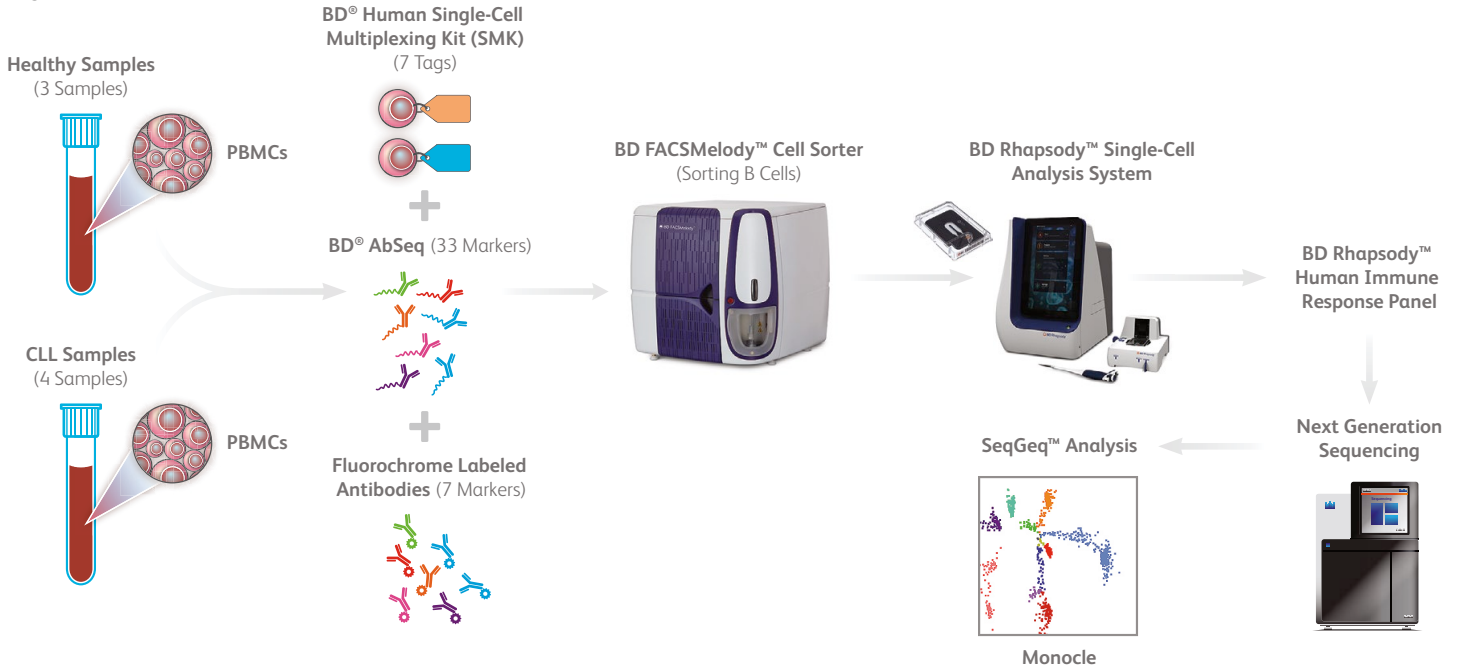 Healthy Samples
(3 Samples)
PBMCs
CLL Samples
(4 Samples)
PBMCs
BD® Human Single-Cell
Multiplexing Kit (SMK)
(7 Tags)
+
BD® AbSeq (33 Markers)
+
Fluorochrome Labeled
Antibodies (7 Markers)
BD FACSMelody™ Cell Sorter
(Sorting B Cells)
BD Rhapsody™ Single-Cell
Analysis System
BD Rhapsody™
Human Immune
Response Panel
Next Generation
Sequencing
SeqGeq™ Analysis
Monocle